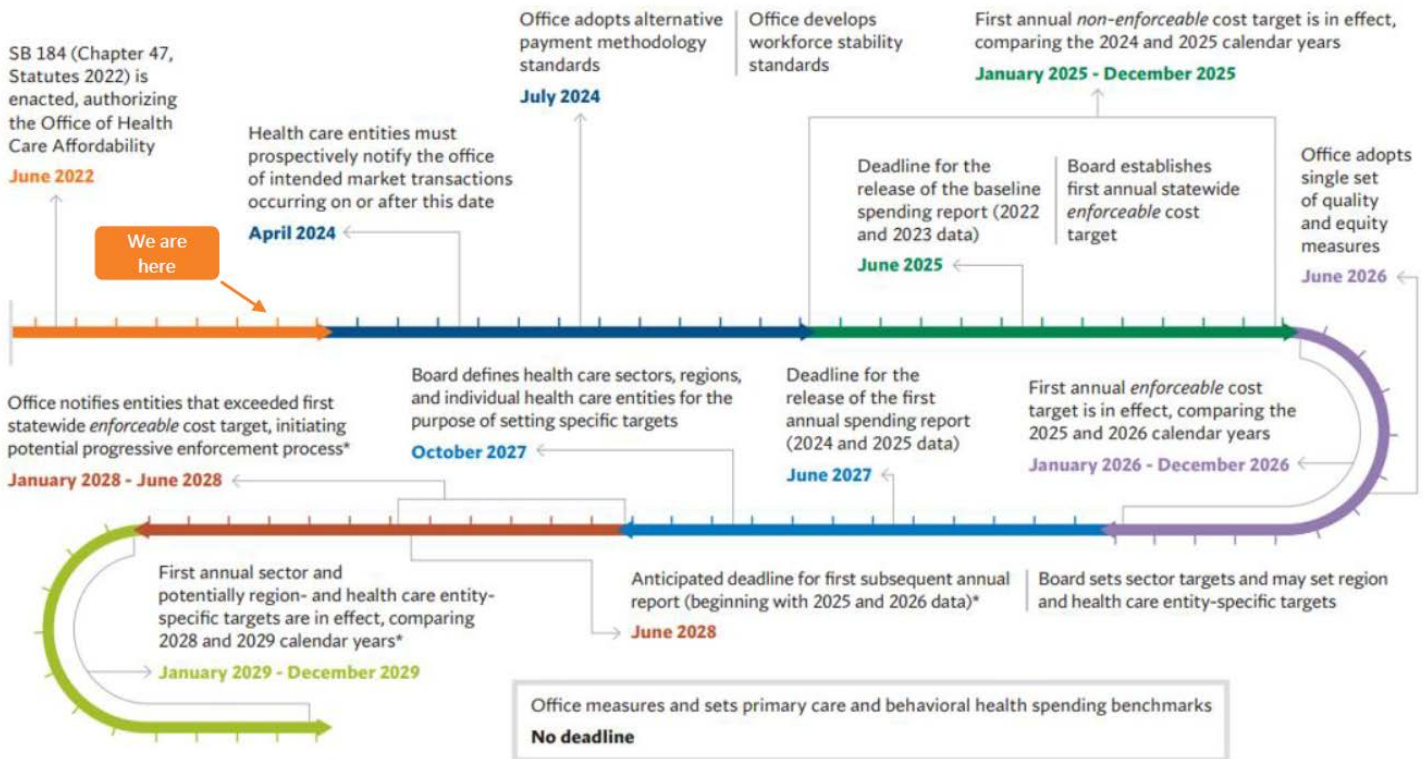 SB 184 (Chapter 47,
Statutes 2022) is
enacted, authorizing
the Office of Health
Care Affordability
June 2022
We are
here
Health care entities must
prospectively notify the office
of intended market transactions
occurring on or after this date
April 2024
Office adopts alternative
payment methodology
standards
July 2024
Office develops
workforce stability
standards
First annual non-enforceable cost target is in effect,
comparing the 2024 and 2025 calendar years
January 2025 - December 2025
Deadline for the
release of the baseline
spending report (2022
and 2023 data)
June 2025
Board establishes
first annual statewide
enforceable cost
target
Office adopts
single set
of quality
and equity
measures
June 2026
First annual enforceable cost
target is in effect, comparing the
2025 and 2026 calendar years
January 2026 - December 2026
Deadline for the
release of the first
annual spending report
(2024 and 2025 data)
June 2027
Board defines health care sectors, regions,
and individual health care entities for the
purpose of setting specific targets
October 2027
Office notifies entities that exceeded first
statewide enforceable cost target, initiating
potential progressive enforcement process*
January 2028 - June 2028
Anticipated deadline for first subsequent annual
report (beginning with 2025 and 2026 data)*
June 2028
Board sets sector targets and may set region
and health care entity-specific targets
First annual sector and
potentially region- and health care entity-
specific targets are in effect, comparing
2028 and 2029 calendar years*
January 2029 - December 2029
Office measures and sets primary care and behavioral health spending benchmarks
No deadline